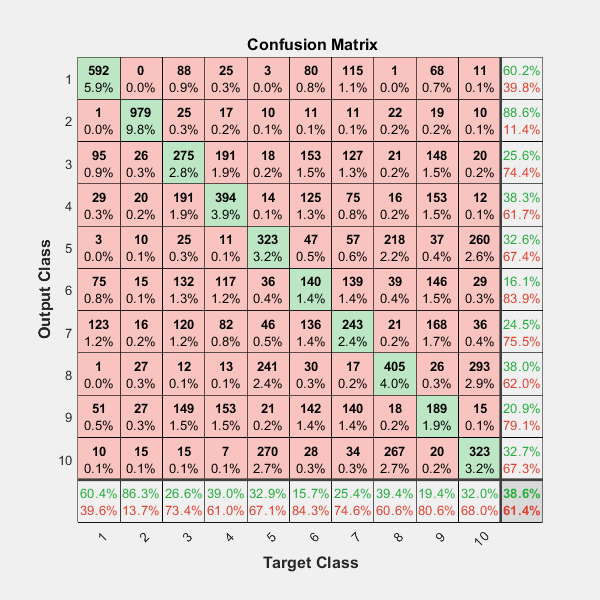 Confusion Matrix
592 0 88 25 3 80 115 1 68 11 60.2%
1
5.9% 0.0% 0.9% 0.3% 0.0% 0.8% 1.1% 0.0% 0.7% 0.1% 39.8%
1 979 25 17 10 11 11 22 19 10 88.6%
2
0.0% 9.8% 0.3% 0.2% 0.1% 0.1% 0.1% 0.2% 0.2% 0.1% 11.4%
95 26 275 191 18 153 127 21 148 20 25.6%
3
0.9% 0.3% 2.8% 1.9% 0.2% 1.5% 1.3% 0.2% 1.5% 0.2% 74.4%
29 20 191 394 14 125 75 16 153 12 38.3%
4
0.3% 0.2% 1.9% 3.9% 0.1% 1.3% 0.8% 0.2% 1.5% 0.1% 61.7%
3 10 25 11 323 47 57 218 37 260 32.6%
5
0.0% 0.1% 0.3% 0.1% 3.2% 0.5% 0.6% 2.2% 0.4% 2.6% 67.4%
75 15 132 117 36 140 139 39 146 29 16.1%
6
0.8% 0.1% 1.3% 1.2% 0.4% 1.4% 1.4% 0.4% 1.5% 0.3% 83.9%
123 16 120 82 46 136 243 21 168 36 24.5%
7
1.2% 0.2% 1.2% 0.8% 0.5% 1.4% 2.4% 0.2% 1.7% 0.4% 75.5%
1 27 12 13 241 30 17 405 26 293 38.0%
8
0.0% 0.3% 0.1% 0.1% 2.4% 0.3% 0.2% 4.0% 0.3% 2.9% 62.0%
51 27 149 153 21 142 140 18 189 15 20.9%
9
0.5% 0.3% 1.5% 1.5% 0.2% 1.4% 1.4% 0.2% 1.9% 0.1% 79.1%
10 15 15 7 270 28 34 267 20 323 32.7%
10
0.1% 0.1% 0.1% 0.1% 2.7% 0.3% 0.3% 2.7% 0.2% 3.2% 67.3%
60.4% 86.3% 26.6% 39.0% 32.9% 15.7% 25.4% 39.4% 19.4% 32.0% 38.6%
39.6% 13.7% 73.4% 61.0% 67.1% 84.3% 74.6% 60.6% 80.6% 68.0% 61.4%
1 2 3 4 5 6 7 8 9 10
Target Class
Output Class